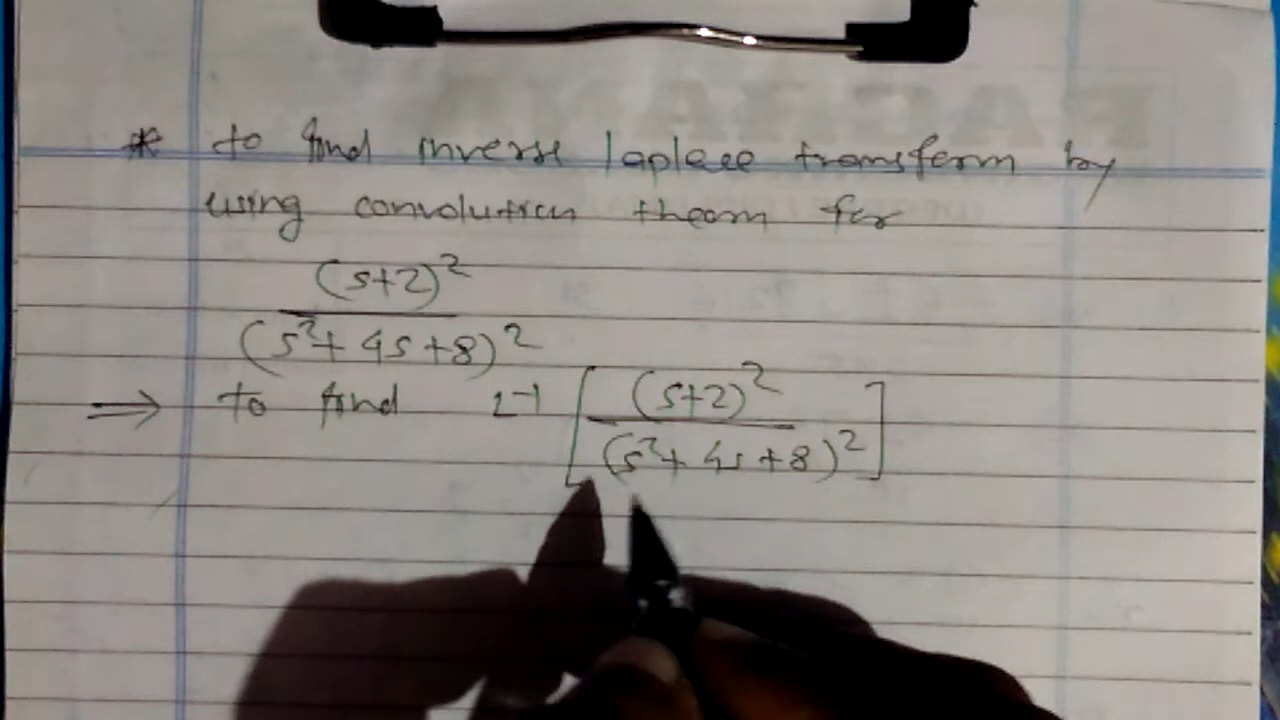 * to find inverse laplace transform by
using convolution theorm for
(s+2)²
(s²+4s+8)²
⇒ to find L⁻¹ [ (s+2)²
(s²+4s+8)² ]